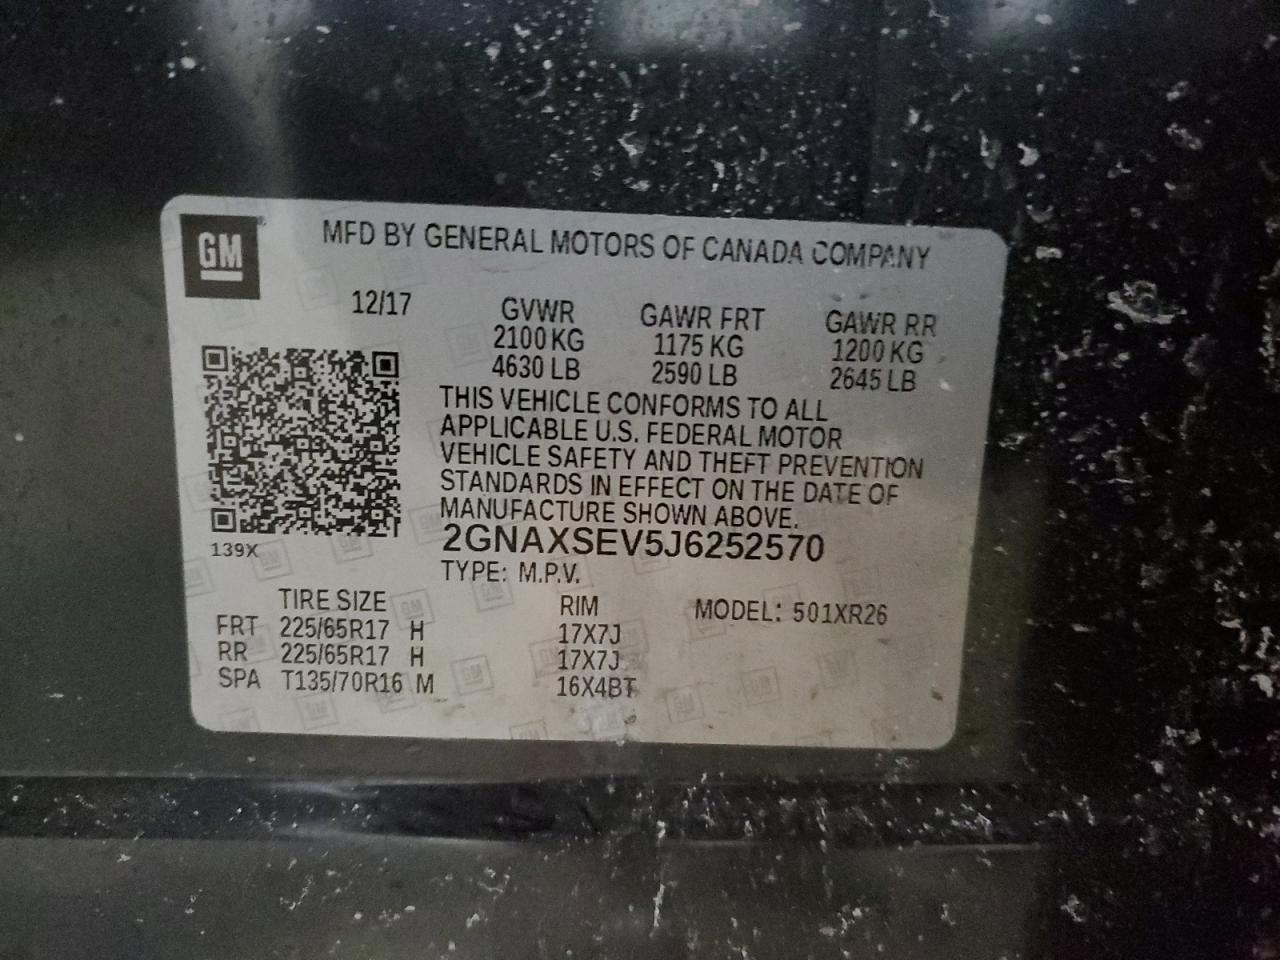 GM
MFD BY GENERAL MOTORS OF CANADA COMPANY
12/17 GVWR GAWR FRT GAWR RR
2100 KG 1175 KG 1200 KG
4630 LB 2590 LB 2645 LB
THIS VEHICLE CONFORMS TO ALL
APPLICABLE U.S. FEDERAL MOTOR
VEHICLE SAFETY AND THEFT PREVENTION
STANDARDS IN EFFECT ON THE DATE OF
MANUFACTURE SHOWN ABOVE.
139X
2GNAXSEV5J6252570
TYPE: M.P.V.
TIRE SIZE RIM MODEL: 501XR26
FRT 225/65R17 H 17X7J
RR 225/65R17 H 17X7J
SPA T135/70R16 M 16X4BT